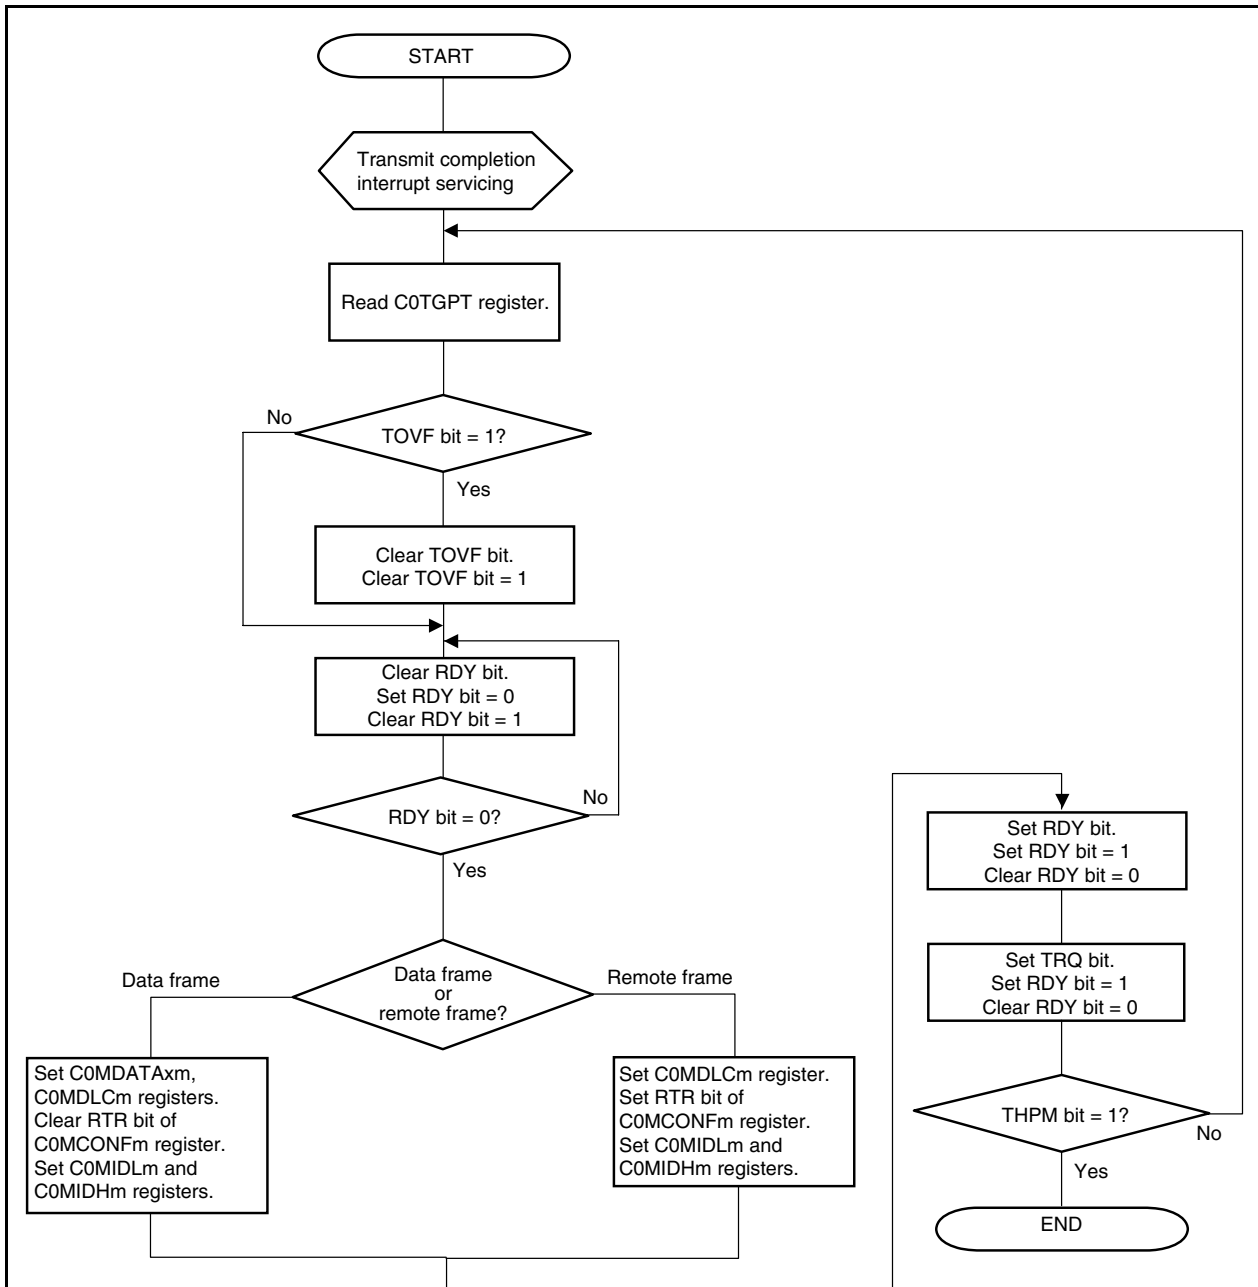 START
Transmit completion
interrupt servicing
Read C0TGPT register.
No
TOVF bit = 1?
Yes
Clear TOVF bit.
Clear TOVF bit = 1
Clear RDY bit.
Set RDY bit = 0
Clear RDY bit = 1
RDY bit = 0?
No
Yes
Data frame
Data frame
or
remote frame?
Remote frame
Set C0MDATAxm,
C0MDLCm registers.
Clear RTR bit of
C0MCONFm register.
Set C0MIDLm and
C0MIDHm registers.
Set C0MDLCm register.
Set RTR bit of
C0MCONFm register.
Set C0MIDLm and
C0MIDHm registers.
Set RDY bit.
Set RDY bit = 1
Clear RDY bit = 0
Set TRQ bit.
Set RDY bit = 1
Clear RDY bit = 0
THPM bit = 1?
No
Yes
END